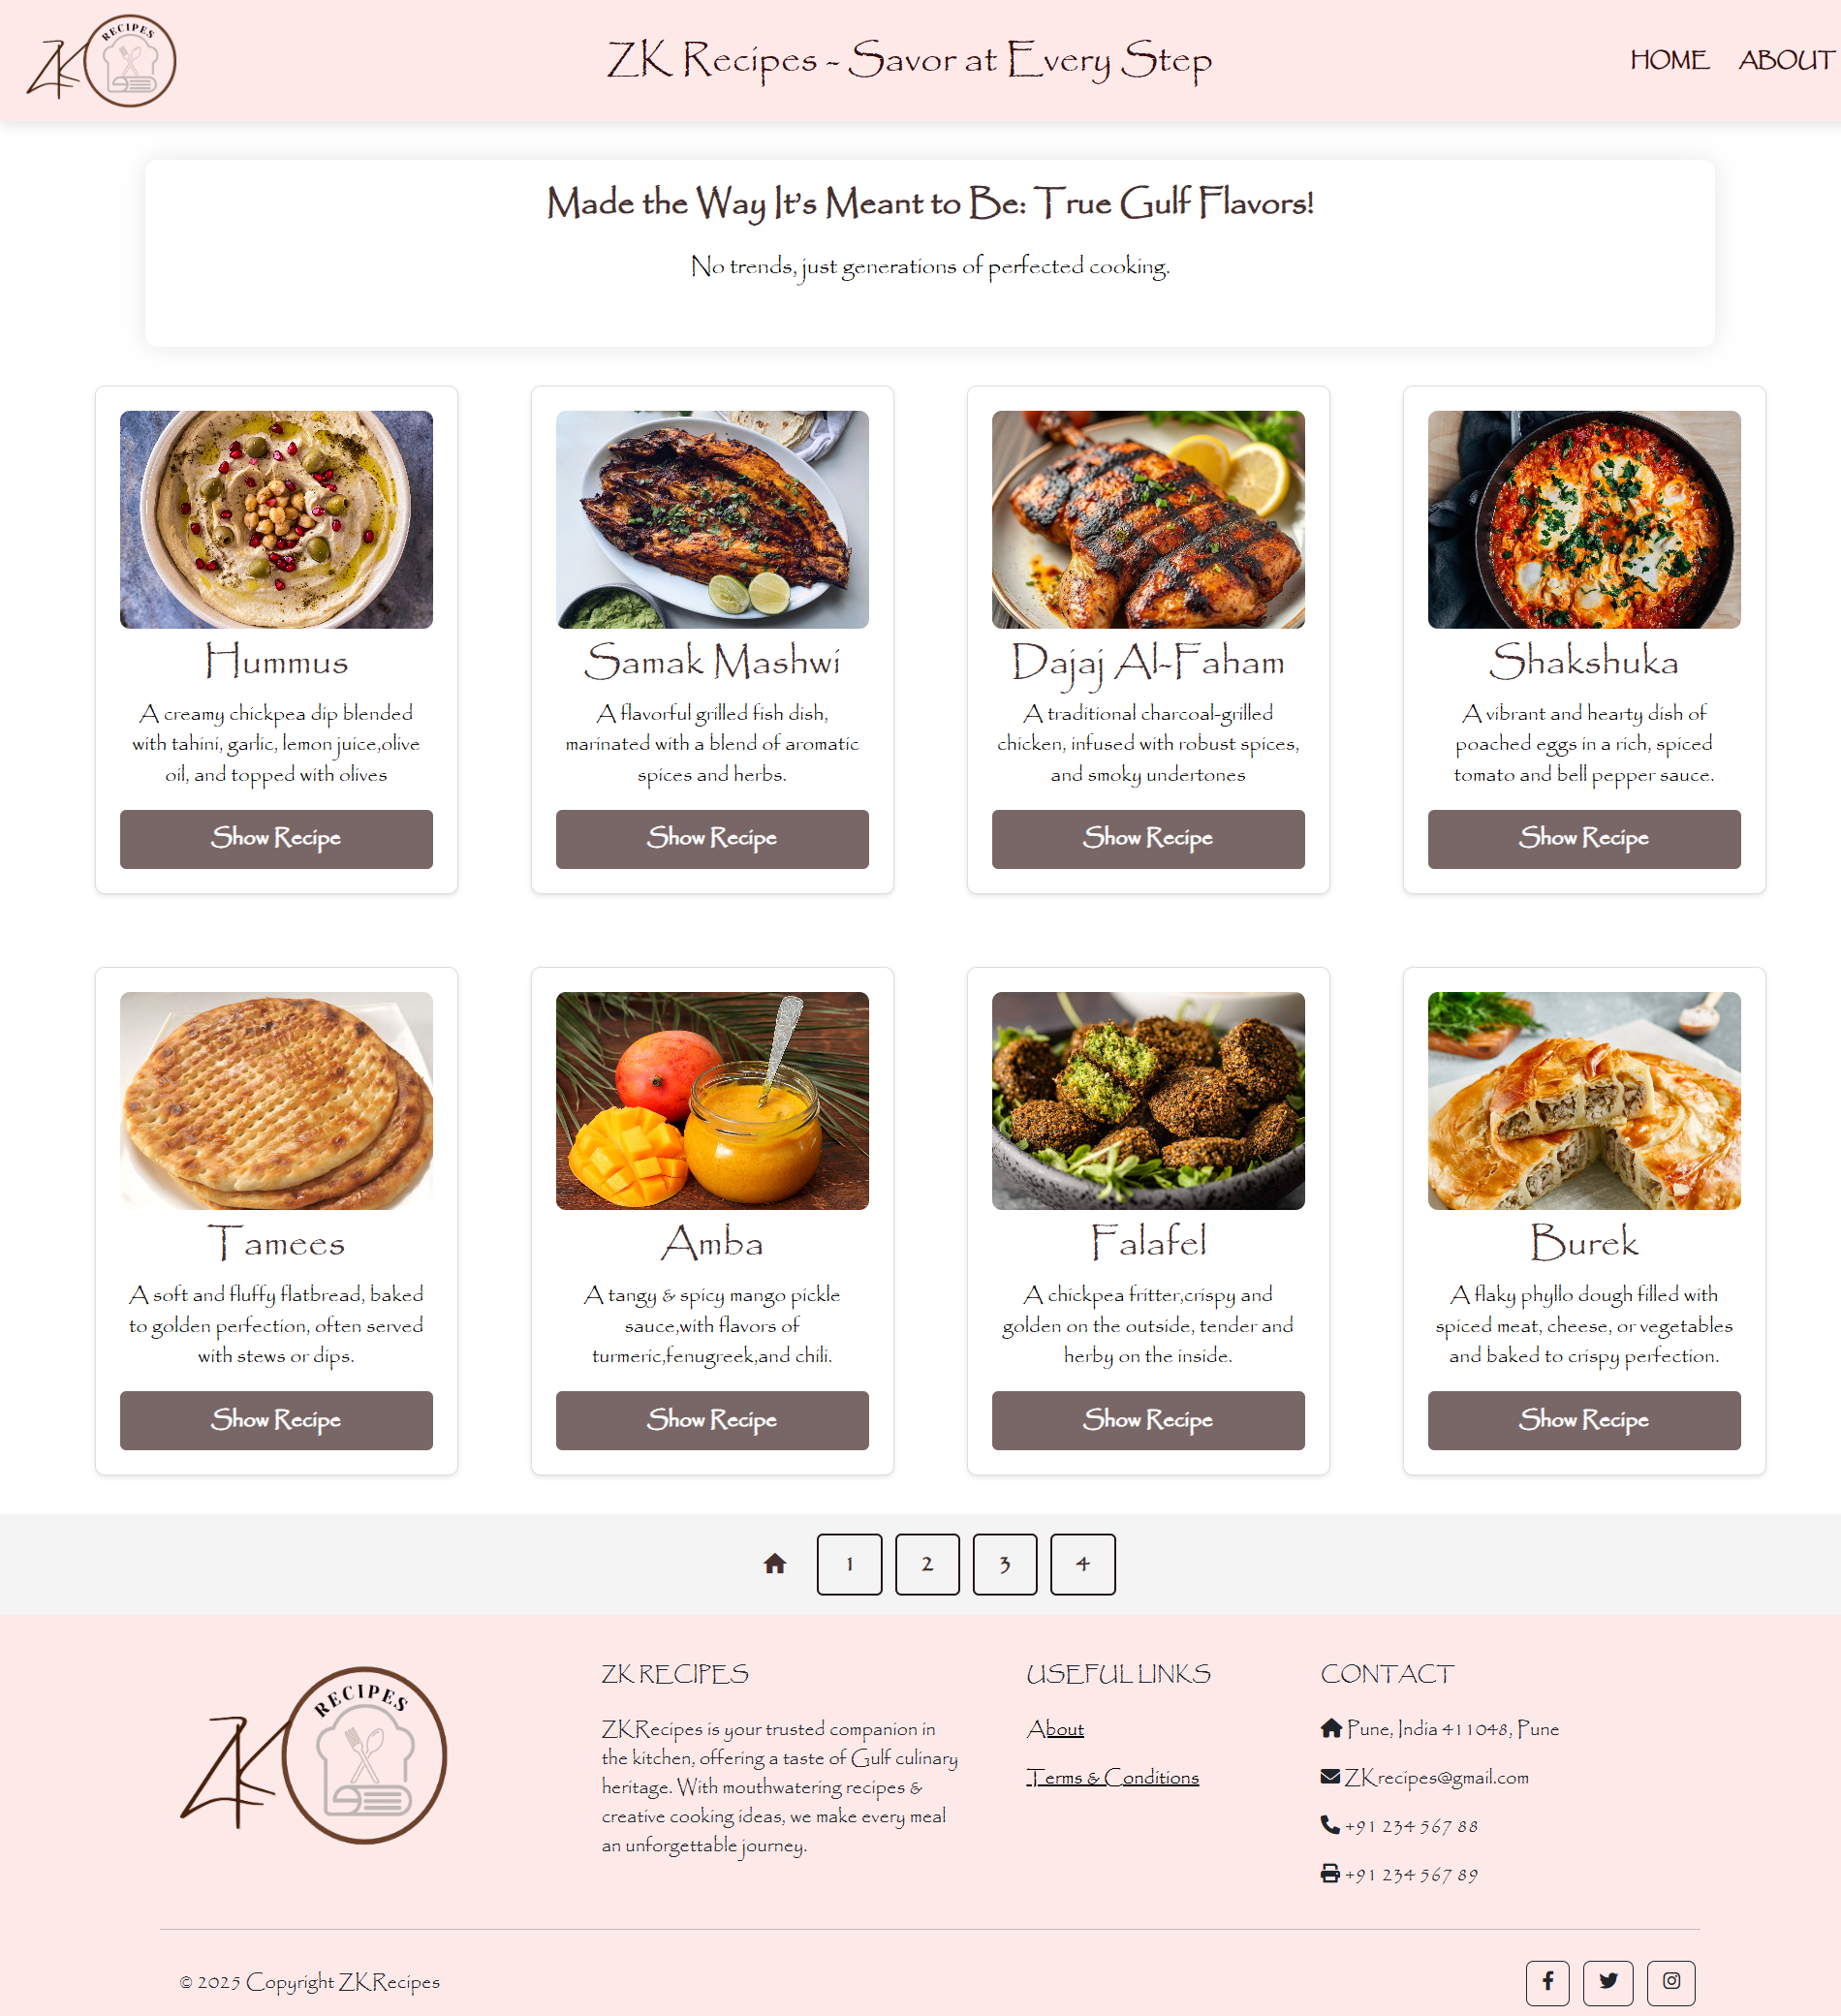 ZK RECIPES
ZK Recipes ~ Savor at Every Step
HOME ABOUT
Made the Way It's Meant to Be: True Gulf Flavors!
No trends, just generations of perfected cooking.
Hummus
A creamy chickpea dip blended
with tahini, garlic, lemon juice,olive
oil, and topped with olives
Show Recipe
Samak Mashwi
A flavorful grilled fish dish,
marinated with a blend of aromatic
spices and herbs.
Show Recipe
Dajaj Al-Faham
A traditional charcoal-grilled
chicken, infused with robust spices,
and smoky undertones
Show Recipe
Shakshuka
A vibrant and hearty dish of
poached eggs in a rich, spiced
tomato and bell pepper sauce.
Show Recipe
Tamees
A soft and fluffy flatbread, baked
to golden perfection, often served
with stews or dips.
Show Recipe
Amba
A tangy & spicy mango pickle
sauce,with flavors of
turmeric,fenugreek,and chili.
Show Recipe
Falafel
A chickpea fritter,crispy and
golden on the outside, tender and
herby on the inside.
Show Recipe
Burek
A flaky phyllo dough filled with
spiced meat, cheese, or vegetables
and baked to crispy perfection.
Show Recipe
1 2 3 4
ZK RECIPES
ZK RECIPES
ZKRecipes is your trusted companion in
the kitchen, offering a taste of Gulf culinary
heritage. With mouthwatering recipes &
creative cooking ideas, we make every meal
an unforgettable journey.
USEFUL LINKS
About
Terms & Conditions
CONTACT
Pune, India 411048, Pune
ZKrecipes@gmail.com
+91 234 567 88
+91 234 567 89
© 2025 Copyright ZKRecipes